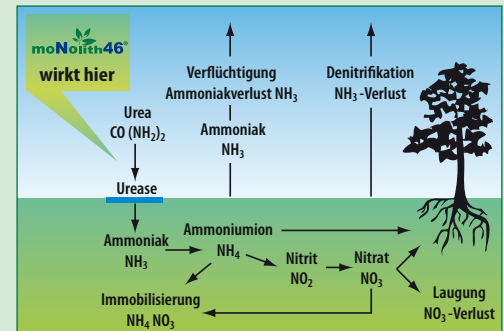 moNolith46®
wirkt hier
Verflüchtigung
Ammoniakverlust NH3
Denitrifikation
NH3-Verlust
Urea
CO (NH2)2
Ammoniak
NH3
Urease
Ammoniak
NH3
Ammoniumion
NH4
Nitrit
NO2
Nitrat
NO3
Immobilisierung
NH4 NO3
Laugung
NO3-Verlust